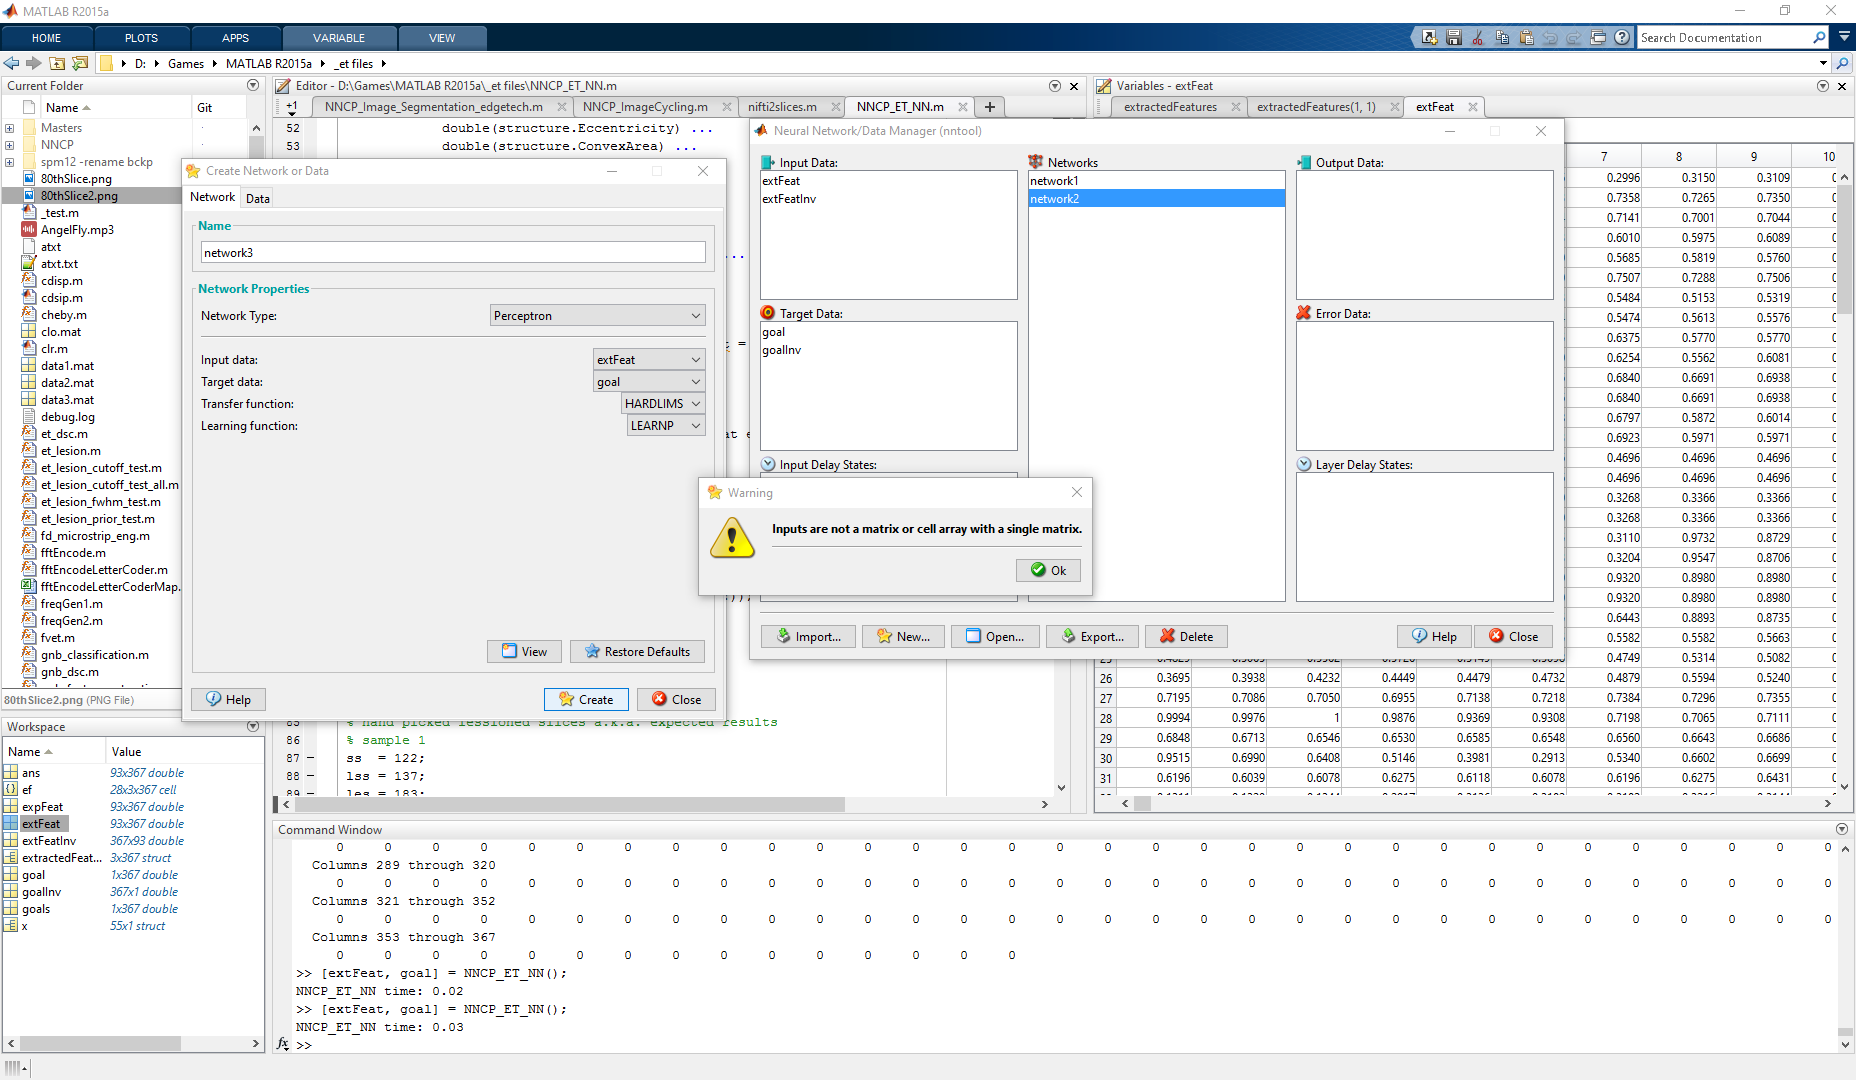 MATLAB R2015a
HOME PLOTS APPS VARIABLE VIEW
Search Documentation
D: Games MATLAB R2015a _et files
Current Folder
Name Git
Masters
NNCP
spm12 -rename bckp
80thSlice.png
80thSlice2.png
_test.m
AngelFly.mp3
atxt
atxt.txt
cdisp.m
cdsip.m
cheby.m
clo.mat
clr.m
data1.mat
data2.mat
data3.mat
debug.log
et_dsc.m
et_lesion.m
et_lesion_cutoff_test.m
et_lesion_cutoff_test_all.m
et_lesion_fwhm_test.m
et_lesion_prior_test.m
fd_microstrip_eng.m
fftEncode.m
fftEncodeLetterCoder.m
fftEncodeLetterCoderMap.
freqGen1.m
freqGen2.m
fvet.m
gnb_classification.m
gnb_dsc.m
80thSlice2.png (PNG File)
Workspace
Name Value
ans 93x367 double
ef 28x3x367 cell
expFeat 93x367 double
extFeat 93x367 double
extFeatInv 367x93 double
extractedFeat... 3x367 struct
goal 1x367 double
goalInv 367x1 double
goals 1x367 double
x 55x1 struct
Editor - D:\Games\MATLAB R2015a\_et files\NNCP_ET_NN.m
+1 NNCP_Image_Segmentation_edgetech.m NNCP_ImageCycling.m nifti2slices.m NNCP_ET_NN.m
52 double(structure.Eccentricity) ...
53 double(structure.ConvexArea) ...
Create Network or Data
Network Data
Name
network3
Network Properties
Network Type: Perceptron
Input data: extFeat
Target data: goal
Transfer function: HARDLIMS
Learning function: LEARNP
View Restore Defaults
Help Create Close
% hand picked lessioned slices a.k.a. expected results
86 % sample 1
87 ss = 122;
88 lss = 137;
89 les = 183;
Neural Network/Data Manager (nntool)
Input Data:
extFeat
extFeatInv
Networks
network1
network2
Output Data:
Target Data:
goal
goalInv
Error Data:
Input Delay States:
Layer Delay States:
Import... New... Open... Export... Delete Help Close
Warning
Inputs are not a matrix or cell array with a single matrix.
Ok
Variables - extFeat
extractedFeatures extractedFeatures(1, 1) extFeat
7 8 9 10
0.2996 0.3150 0.3109
0.7358 0.7265 0.7350
0.7141 0.7001 0.7044
0.6010 0.5975 0.6089
0.5685 0.5819 0.5760
0.7507 0.7288 0.7506
0.5484 0.5153 0.5319
0.5474 0.5613 0.5576
0.6375 0.5770 0.5770
0.6254 0.5562 0.6081
0.6840 0.6691 0.6938
0.6840 0.6691 0.6938
0.6797 0.5872 0.6014
0.6923 0.5971 0.5971
0.4696 0.4696 0.4696
0.4696 0.4696 0.4696
0.3268 0.3366 0.3366
0.3268 0.3366 0.3366
0.3110 0.9732 0.8729
0.3204 0.9547 0.8706
0.9320 0.8980 0.8980
0.9320 0.8980 0.8980
0.6443 0.8893 0.8735
0.5582 0.5582 0.5663
0.4749 0.5314 0.5082
26 0.3695 0.3938 0.4232 0.4449 0.4479 0.4732 0.4879 0.5594 0.5240
27 0.7195 0.7086 0.7050 0.6955 0.7138 0.7218 0.7384 0.7296 0.7355
28 0.9994 0.9976 1 0.9876 0.9369 0.9308 0.7198 0.7065 0.7111
29 0.6848 0.6713 0.6546 0.6530 0.6585 0.6548 0.6560 0.6643 0.6686
30 0.9515 0.6990 0.6408 0.5146 0.3981 0.2913 0.5340 0.6602 0.6699
31 0.6196 0.6039 0.6078 0.6275 0.6118 0.6078 0.6196 0.6275 0.6431
Command Window
0 0 0 0 0 0 0 0 0 0 0 0 0 0 0 0 0 0 0 0 0 0 0 0 0 0 0 0 0 0 0 0
Columns 289 through 320
0 0 0 0 0 0 0 0 0 0 0 0 0 0 0 0 0 0 0 0 0 0 0 0 0 0 0 0 0 0 0 0
Columns 321 through 352
0 0 0 0 0 0 0 0 0 0 0 0 0 0 0 0 0 0 0 0 0 0 0 0 0 0 0 0 0 0 0 0
Columns 353 through 367
0 0 0 0 0 0 0 0 0 0 0 0 0 0 0
>> [extFeat, goal] = NNCP_ET_NN();
NNCP_ET_NN time: 0.02
>> [extFeat, goal] = NNCP_ET_NN();
NNCP_ET_NN time: 0.03
fx >>